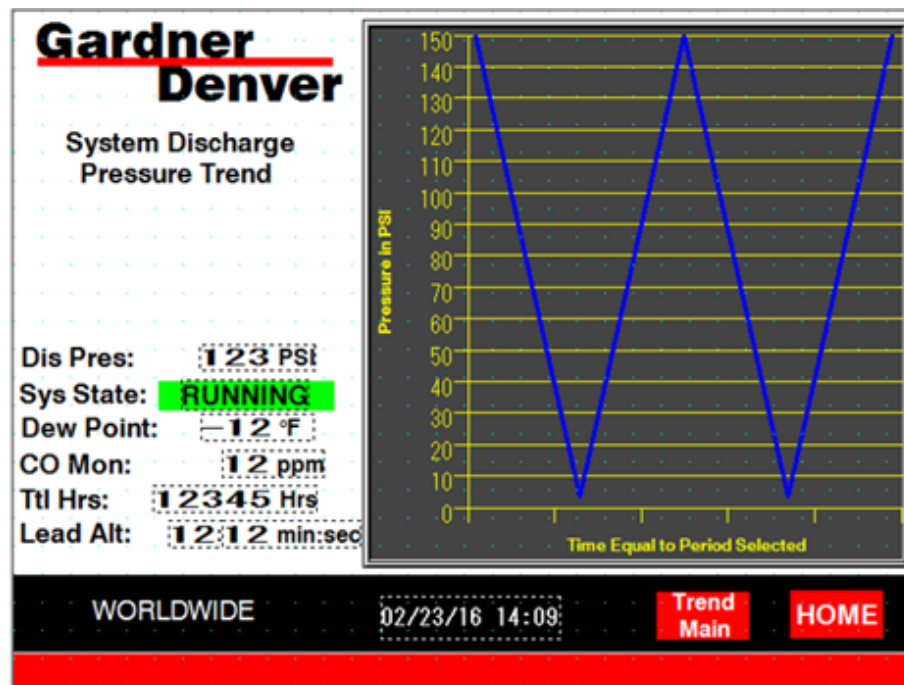 Gardner
Denver
System Discharge
Pressure Trend
Dis Pres: 123 PSI
Sys State: RUNNING
Dew Point: -12 °F
CO Mon: 12 ppm
Ttl Hrs: 12345 Hrs
Lead Alt: 12:12 min:sec
Pressure in PSI
150
140
130
120
110
100
90
80
70
60
50
40
30
20
10
0
Time Equal to Period Selected
WORLDWIDE
02/23/16 14:09
Trend
Main
HOME